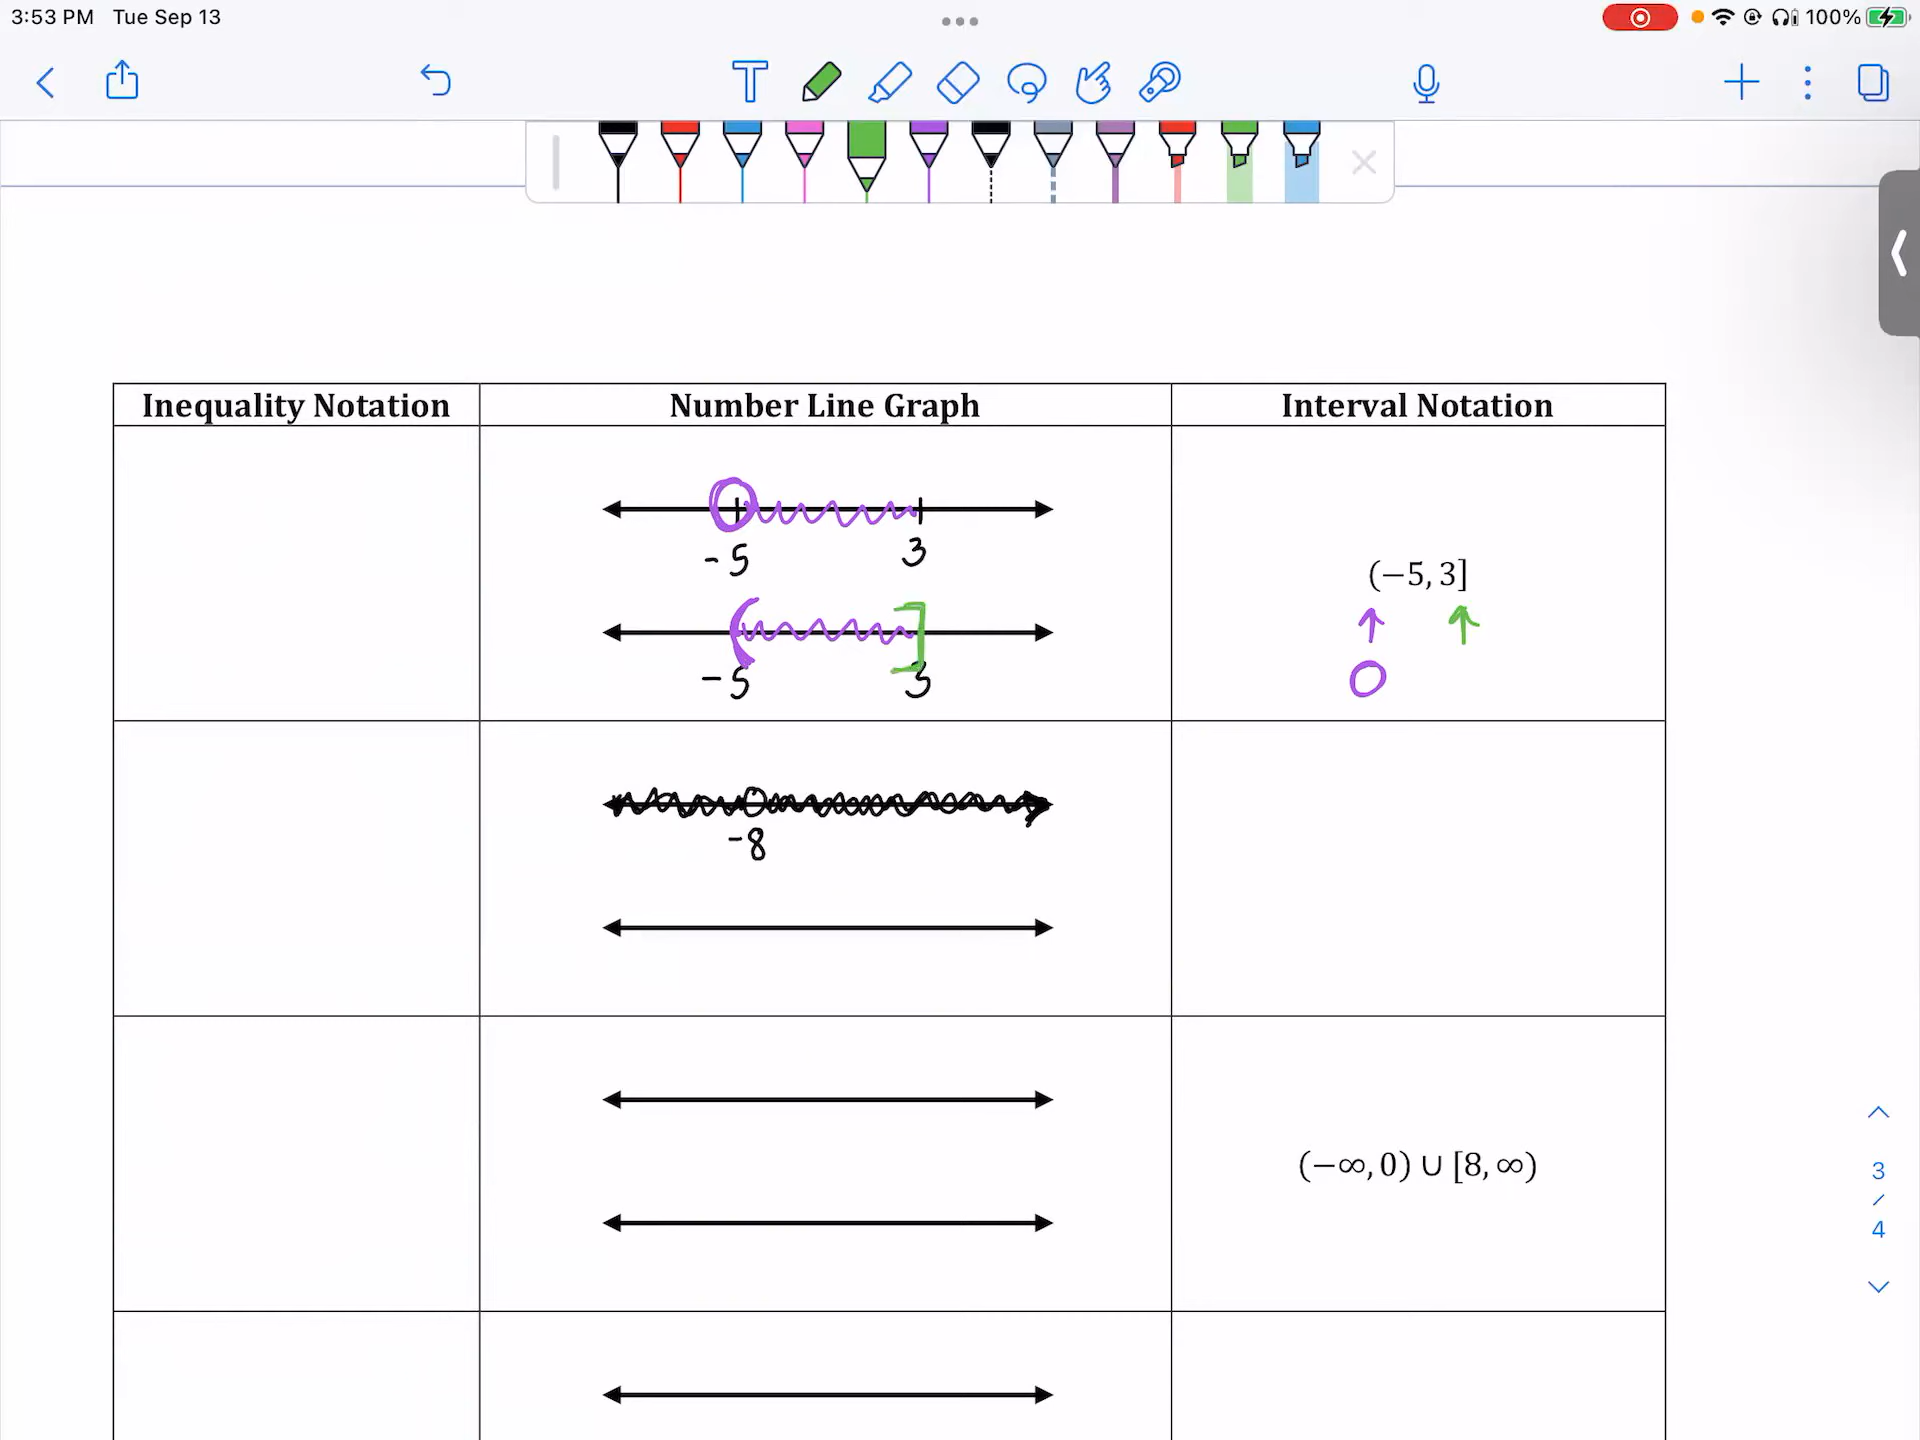 3:53 PM Tue Sep 13
100%
Inequality Notation
Number Line Graph
Interval Notation
-5 3
(−5, 3]
-5 3
-8
(−∞, 0) ∪ [8, ∞)
3
/
4